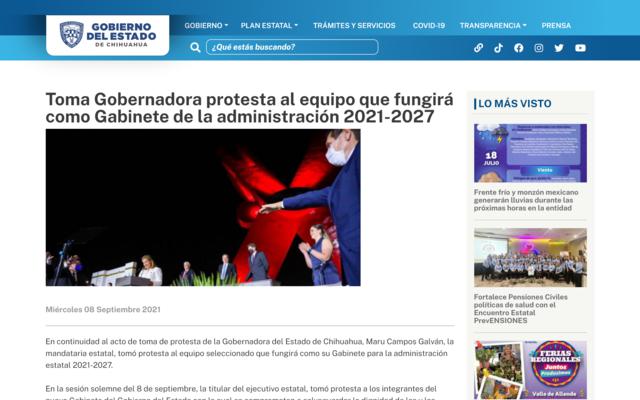 GOBIERNO
DEL ESTADO
DE CHIHUAHUA
GOBIERNO PLAN ESTATAL TRÁMITES Y SERVICIOS COVID-19 TRANSPARENCIA PRENSA
¿Qué estás buscando?
Toma Gobernadora protesta al equipo que fungirá
como Gabinete de la administración 2021-2027
Miércoles 08 Septiembre 2021
En continuidad al acto de toma de protesta de la Gobernadora del Estado de Chihuahua, Maru Campos Galván, la
mandataria estatal, tomó protesta al equipo seleccionado que fungirá como su Gabinete para la administración
estatal 2021-2027.
En la sesión solemne del 8 de septiembre, la titular del ejecutivo estatal, tomó protesta a los integrantes del
LO MÁS VISTO
18
JULIO
Viento
Frente frío y monzón mexicano
generarán lluvias durante las
próximas horas en la entidad
Fortalece Pensiones Civiles
políticas de salud con el
Encuentro Estatal
PrevENSIONES
FERIAS
REGIONALES
Juntos
Producimos
Valle de Allende